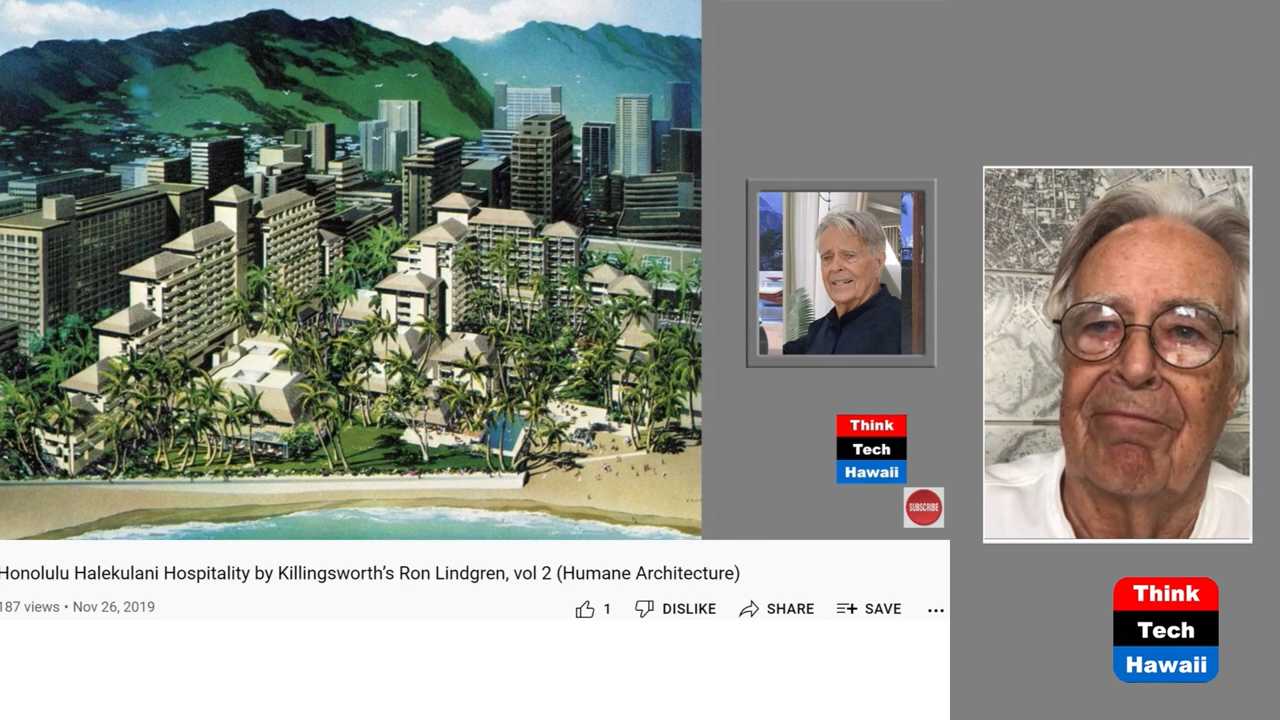 Think
Tech
Hawaii
SUBSCRIBE
Honolulu Halekulani Hospitality by Killingsworth's Ron Lindgren, vol 2 (Humane Architecture)
187 views • Nov 26, 2019
1 DISLIKE SHARE SAVE ...
Think
Tech
Hawaii